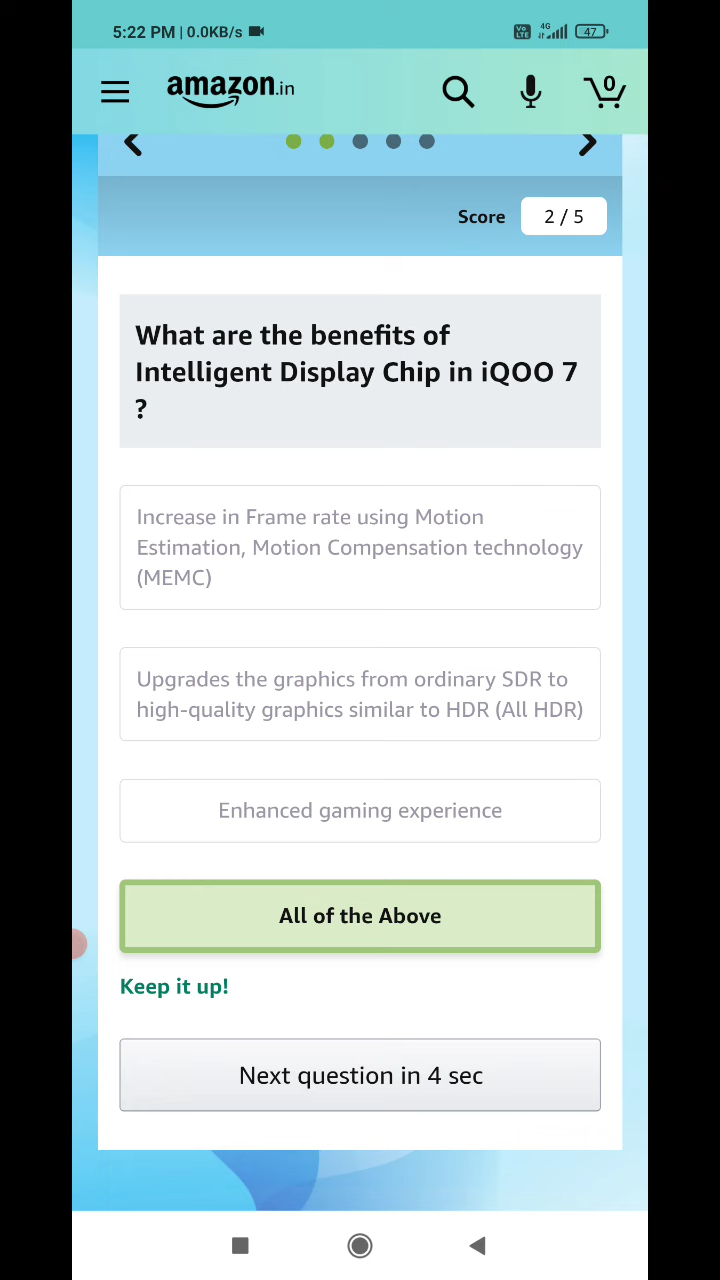 5:22 PM | 0.0KB/s Vo LTE 4G 47
amazon.in 0
Score 2 / 5
What are the benefits of
Intelligent Display Chip in iQOO 7
?
Increase in Frame rate using Motion
Estimation, Motion Compensation technology
(MEMC)
Upgrades the graphics from ordinary SDR to
high-quality graphics similar to HDR (All HDR)
Enhanced gaming experience
All of the Above
Keep it up!
Next question in 4 sec